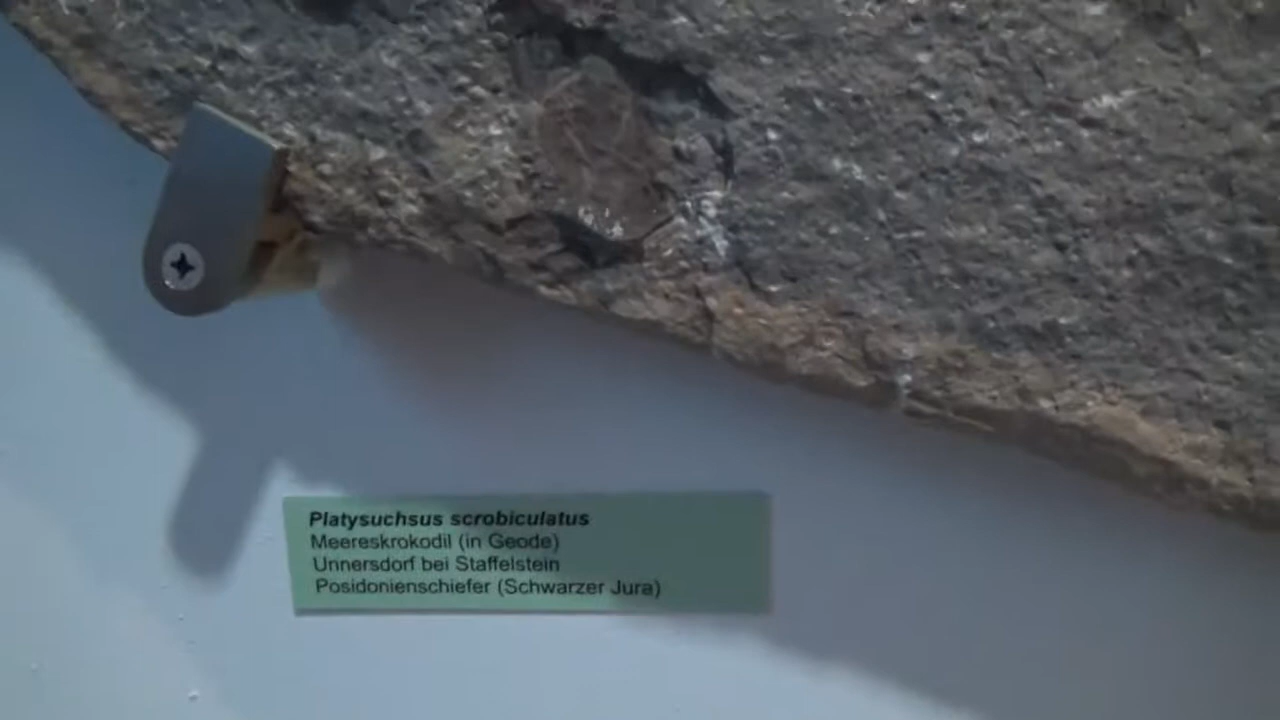 Platysuchsus scrobiculatus
Meereskrokodil (in Geode)
Unnersdorf bei Staffelstein
Posidonienschiefer (Schwarzer Jura)